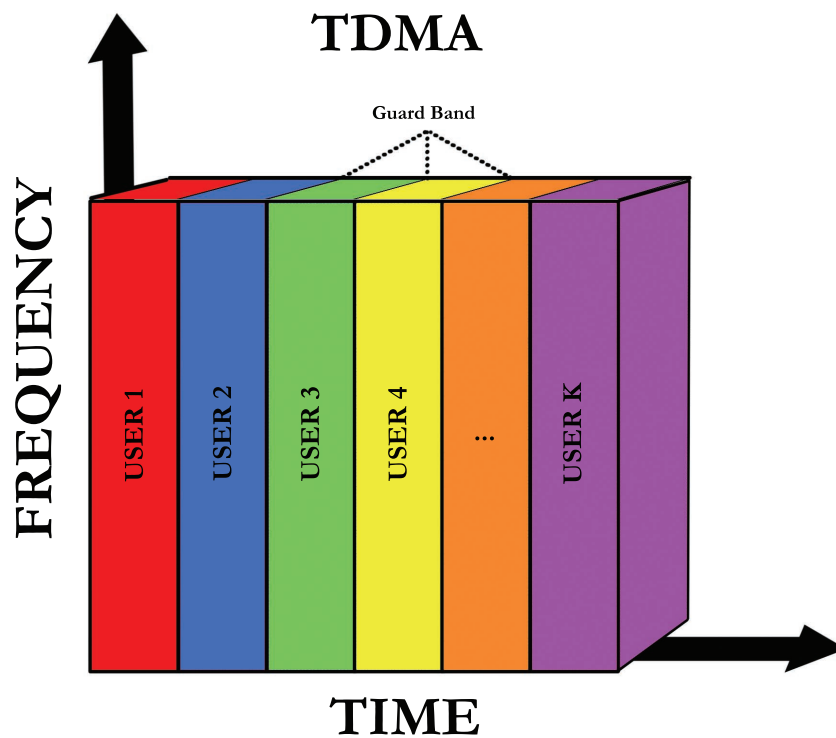 TDMA
Guard Band
FREQUENCY
USER 1
USER 2
USER 3
USER 4
...
USER K
TIME